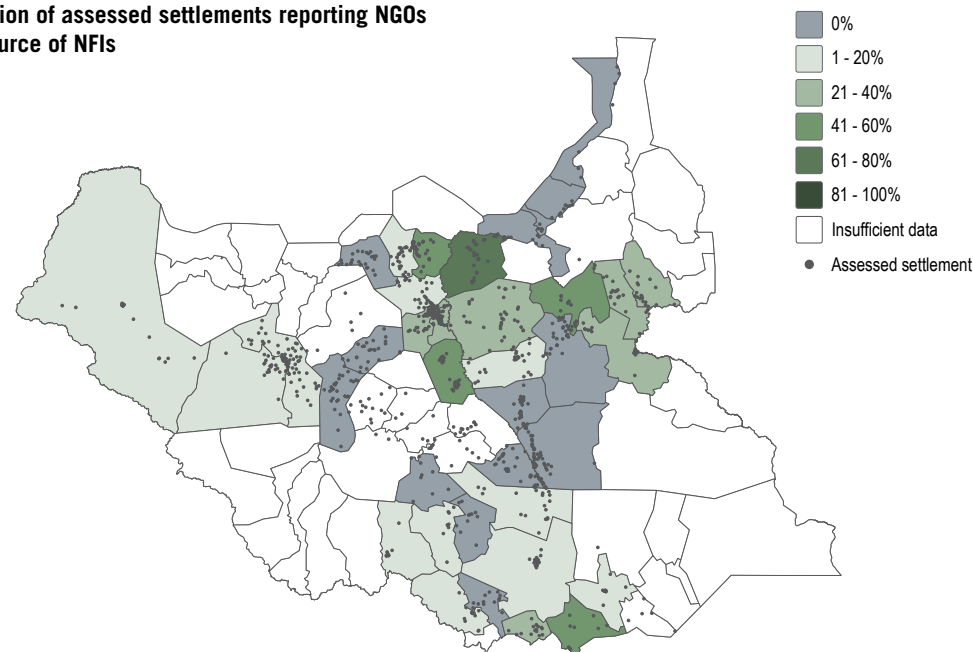 ion of assessed settlements reporting NGOs
urce of NFIs
0%
1 - 20%
21 - 40%
41 - 60%
61 - 80%
81 - 100%
Insufficient data
Assessed settlement